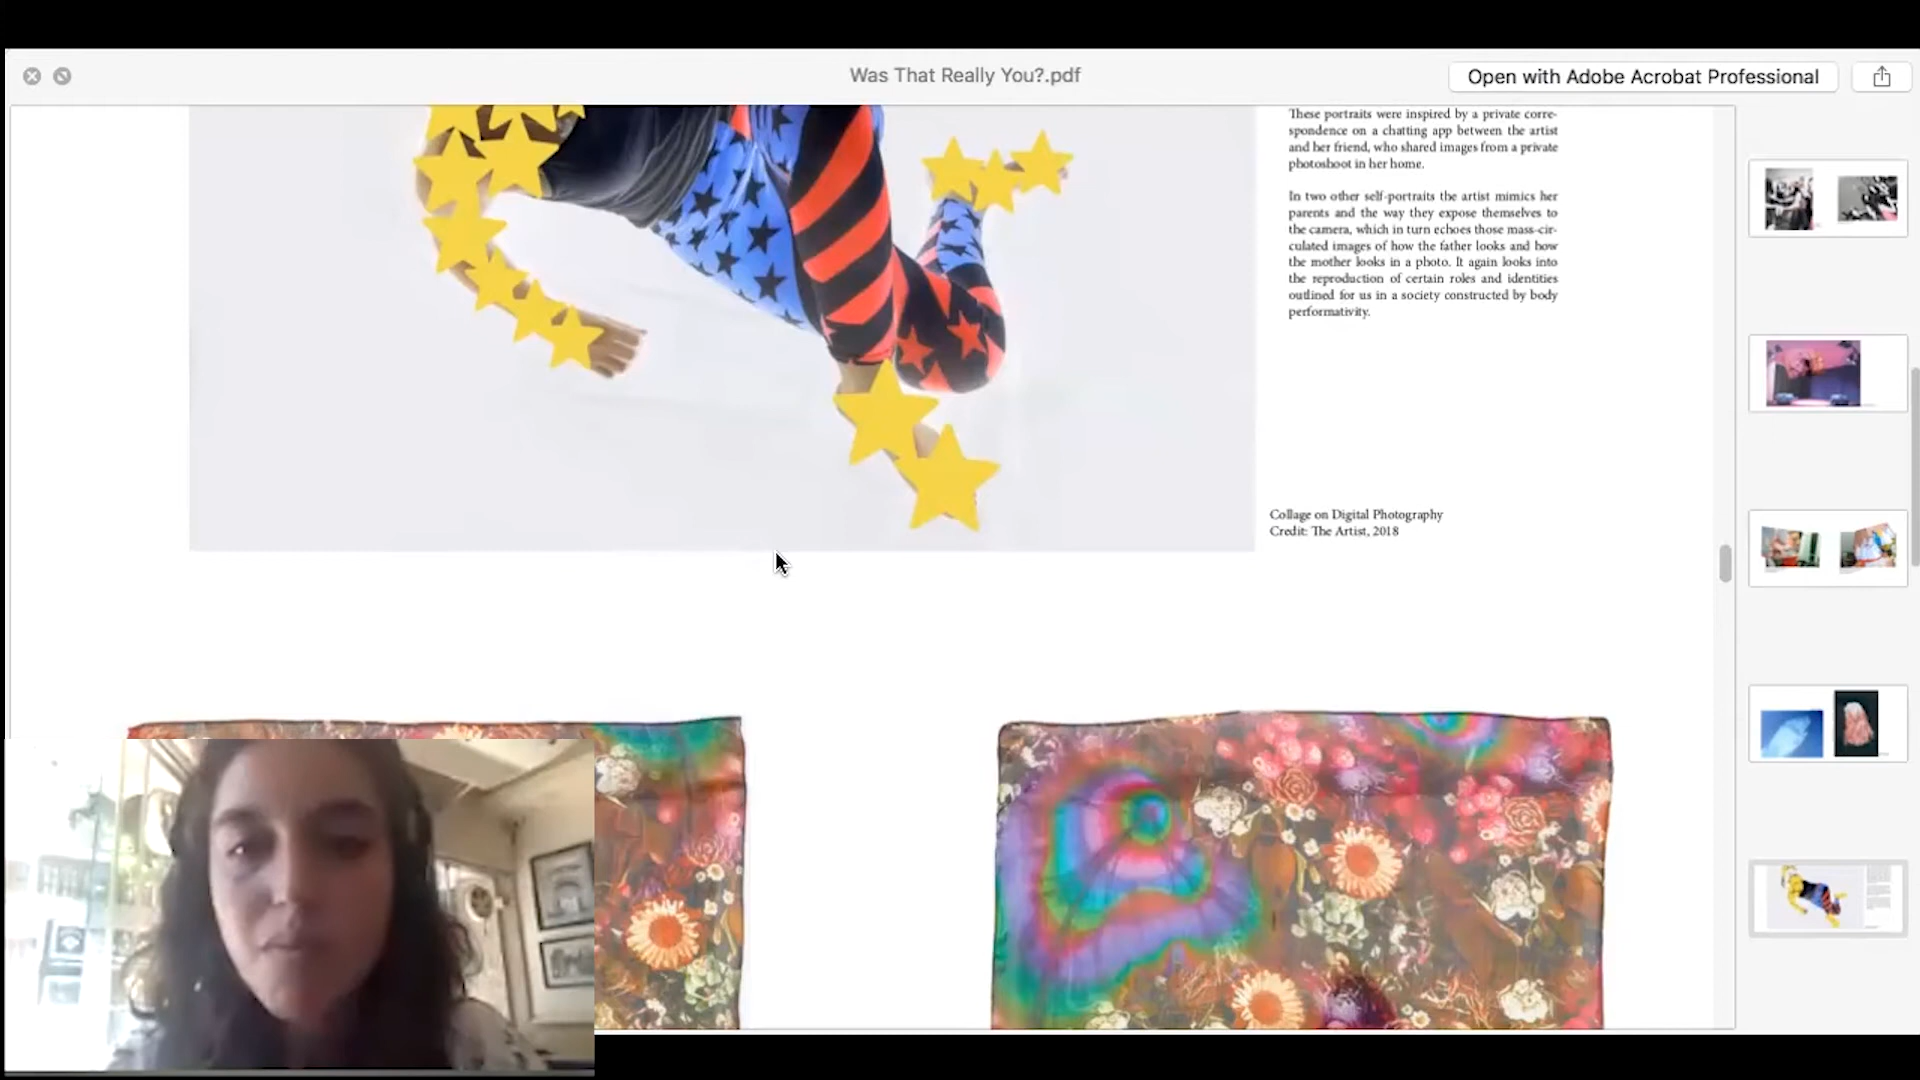 Was That Really You?.pdf
Open with Adobe Acrobat Professional
These portraits were inspired by a private corre-
spondence on a chatting app between the artist
and her friend, who shared images from a private
photoshoot in her home.
In two other self-portraits the artist mimics her
parents and the way they expose themselves to
the camera, which in turn echoes those mass-cir-
culated images of how the father looks and how
the mother looks in a photo. It again looks into
the reproduction of certain roles and identities
outlined for us in a society constructed by body
performativity.
Collage on Digital Photography
Credit: The Artist, 2018